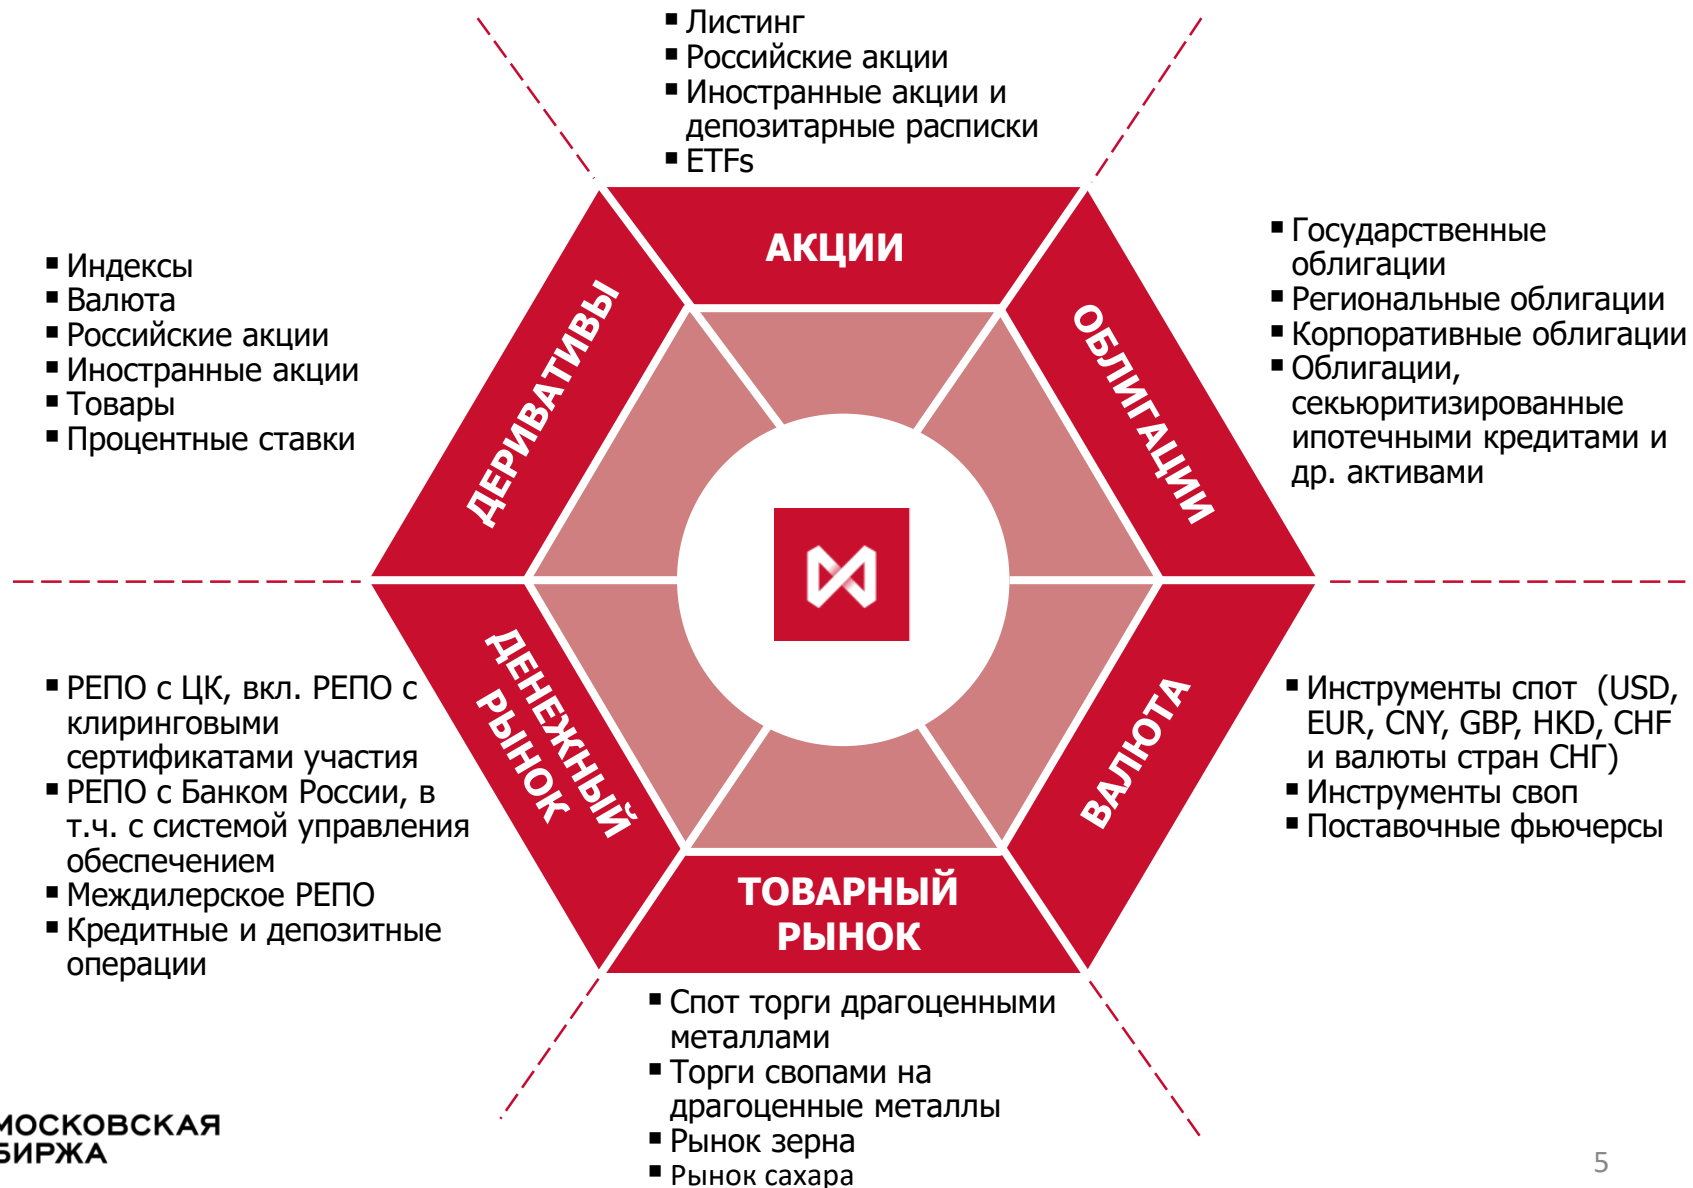 ▪ Листинг
▪ Российские акции
▪ Иностранные акции и
депозитарные расписки
▪ ETFs
АКЦИИ
▪ Государственные
облигации
▪ Региональные облигации
▪ Корпоративные облигации
▪ Облигации,
секьюритизированные
ипотечными кредитами и
др. активами
ОБЛИГАЦИИ
▪ Индексы
▪ Валюта
▪ Российские акции
▪ Иностранные акции
▪ Товары
▪ Процентные ставки
ДЕРИВАТИВЫ
▪ РЕПО с ЦК, вкл. РЕПО с
клиринговыми
сертификатами участия
▪ РЕПО с Банком России, в
т.ч. с системой управления
обеспечением
▪ Междилерское РЕПО
▪ Кредитные и депозитные
операции
ДЕНЕЖНЫЙ
РЫНОК
▪ Инструменты спот (USD,
EUR, CNY, GBP, HKD, CHF
и валюты стран СНГ)
▪ Инструменты своп
▪ Поставочные фьючерсы
ВАЛЮТА
ТОВАРНЫЙ
РЫНОК
▪ Спот торги драгоценными
металлами
▪ Торги свопами на
драгоценные металлы
▪ Рынок зерна
▪ Рынок сахара
МОСКОВСКАЯ
БИРЖА
5